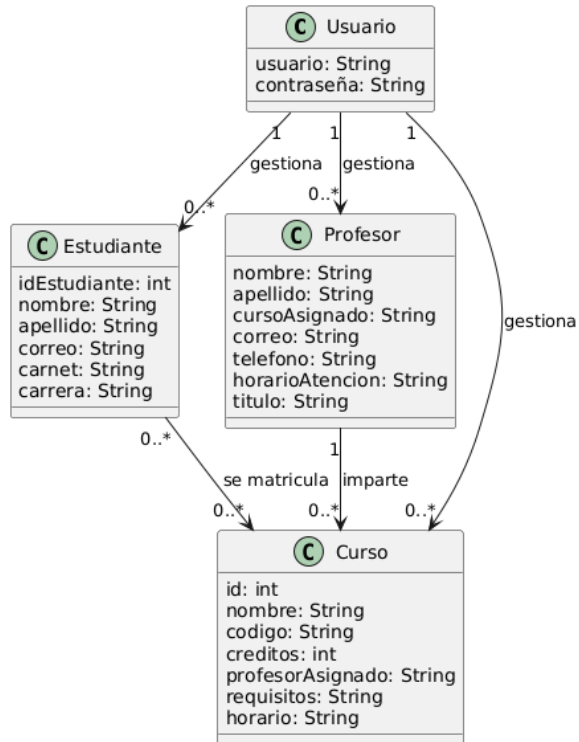 C Usuario
usuario: String
contraseña: String
1 1 1
gestiona gestiona
0..* 0..*
gestiona
C Estudiante
idEstudiante: int
nombre: String
apellido: String
correo: String
carnet: String
carrera: String
C Profesor
nombre: String
apellido: String
cursoAsignado: String
correo: String
telefono: String
horarioAtencion: String
titulo: String
0..* 1
se matricula imparte
0..* 0..* 0..*
C Curso
id: int
nombre: String
codigo: String
creditos: int
profesorAsignado: String
requisitos: String
horario: String